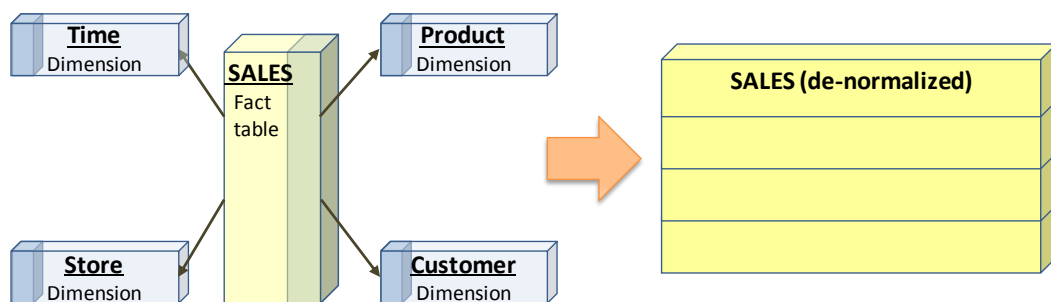 Time
Dimension
Product
Dimension
SALES
Fact
table
SALES (de-normalized)
Store
Dimension
Customer
Dimension